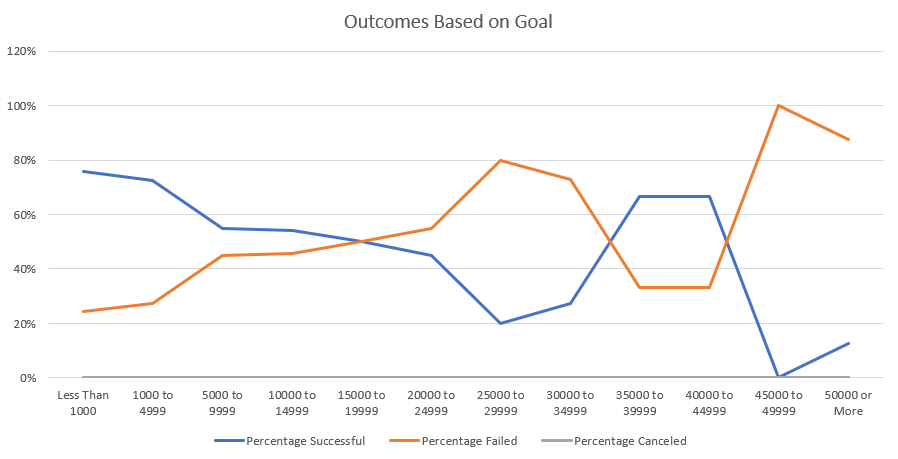 Outcomes Based on Goal
120%
100%
80%
60%
40%
20%
0%
Less Than
1000
1000 to
4999
5000 to
9999
10000 to
14999
15000 to
19999
20000 to
24999
25000 to
29999
30000 to
34999
35000 to
39999
40000 to
44999
45000 to
49999
50000 or
More
Percentage Successful
Percentage Failed
Percentage Canceled